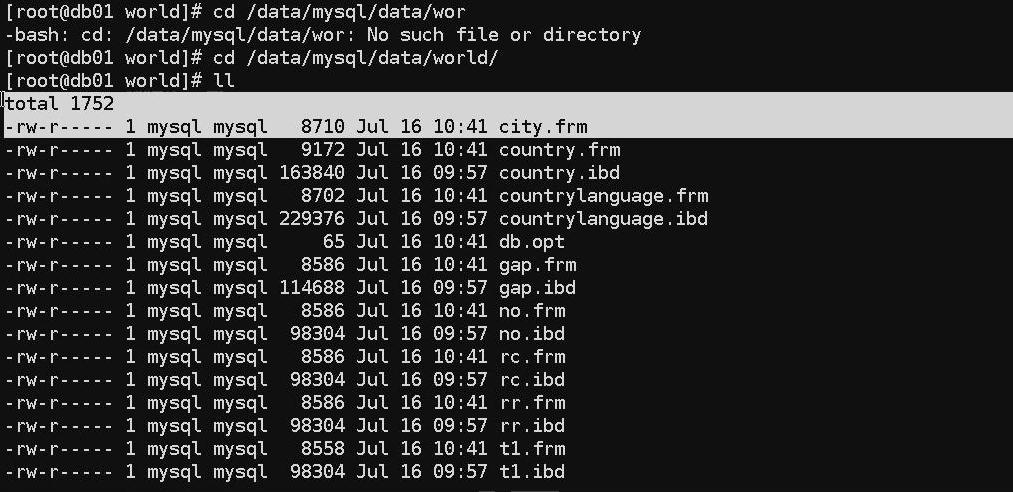 [root@db01 world]# cd /data/mysql/data/wor
-bash: cd: /data/mysql/data/wor: No such file or directory
[root@db01 world]# cd /data/mysql/data/world/
[root@db01 world]# ll
total 1752
-rw-r----- 1 mysql mysql   8710 Jul 16 10:41 city.frm
-rw-r----- 1 mysql mysql   9172 Jul 16 10:41 country.frm
-rw-r----- 1 mysql mysql 163840 Jul 16 09:57 country.ibd
-rw-r----- 1 mysql mysql   8702 Jul 16 10:41 countrylanguage.frm
-rw-r----- 1 mysql mysql 229376 Jul 16 09:57 countrylanguage.ibd
-rw-r----- 1 mysql mysql     65 Jul 16 10:41 db.opt
-rw-r----- 1 mysql mysql   8586 Jul 16 10:41 gap.frm
-rw-r----- 1 mysql mysql 114688 Jul 16 09:57 gap.ibd
-rw-r----- 1 mysql mysql   8586 Jul 16 10:41 no.frm
-rw-r----- 1 mysql mysql  98304 Jul 16 09:57 no.ibd
-rw-r----- 1 mysql mysql   8586 Jul 16 10:41 rc.frm
-rw-r----- 1 mysql mysql  98304 Jul 16 09:57 rc.ibd
-rw-r----- 1 mysql mysql   8586 Jul 16 10:41 rr.frm
-rw-r----- 1 mysql mysql  98304 Jul 16 09:57 rr.ibd
-rw-r----- 1 mysql mysql   8558 Jul 16 10:41 t1.frm
-rw-r----- 1 mysql mysql  98304 Jul 16 09:57 t1.ibd